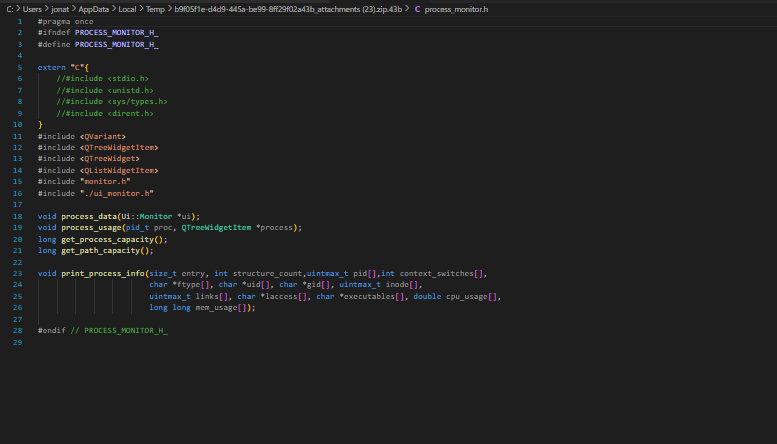 C: > Users > jonat > AppData > Local > Temp > b9f05f1e-d4d9-445a-be99-8ff29f02a43b_attachments (23).zip.43b > C process_monitor.h
1 #pragma once
2 #ifndef PROCESS_MONITOR_H_
3 #define PROCESS_MONITOR_H_
4
5 extern "C"{
6 //#include <stdio.h>
7 //#include <unistd.h>
8 //#include <sys/types.h>
9 //#include <dirent.h>
10 }
11 #include <QVariant>
12 #include <QTreeWidgetItem>
13 #include <QTreeWidget>
14 #include <QListWidgetItem>
15 #include "monitor.h"
16 #include "./ui_monitor.h"
17
18 void process_data(Ui::Monitor *ui);
19 void process_usage(pid_t proc, QTreeWidgetItem *process);
20 long get_process_capacity();
21 long get_path_capacity();
22
23 void print_process_info(size_t entry, int structure_count,uintmax_t pid[],int context_switches[],
24 char *ftype[], char *uid[], char *gid[], uintmax_t inode[],
25 uintmax_t links[], char *laccess[], char *executables[], double cpu_usage[],
26 long long mem_usage[]);
27
28 #endif // PROCESS_MONITOR_H_
29